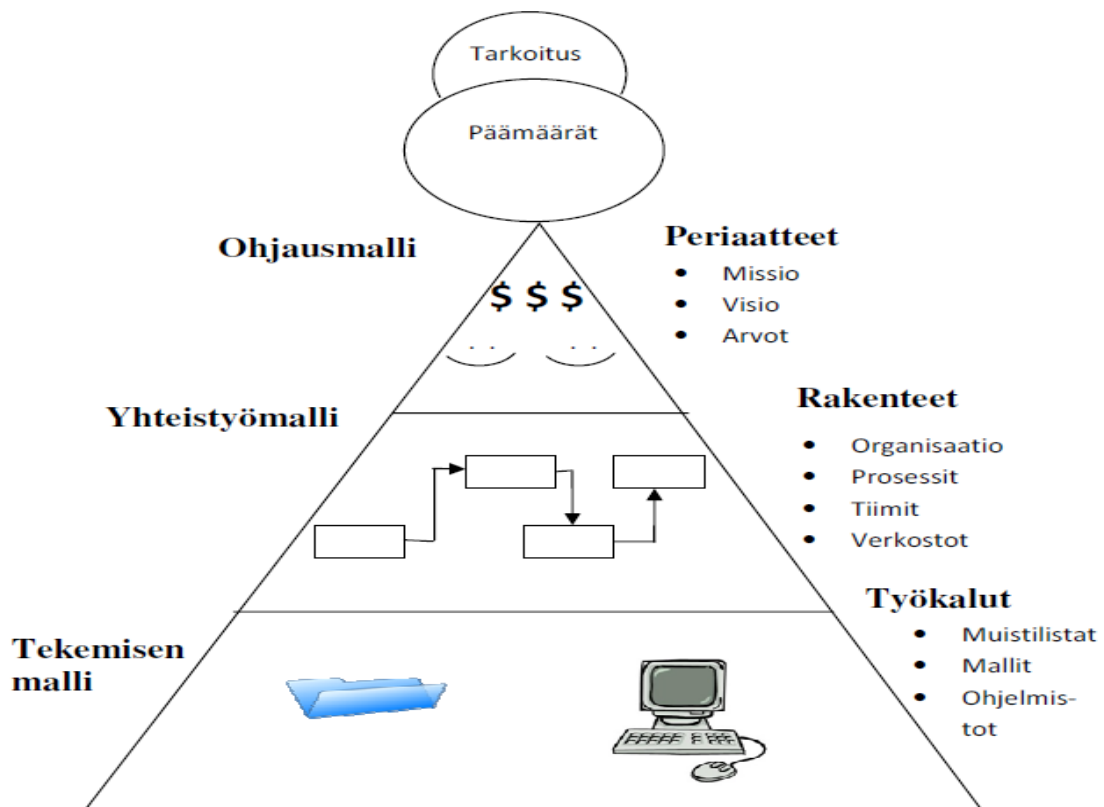 Tarkoitus
Päämäärät
Ohjausmalli
Periaatteet
• Missio
• Visio
• Arvot
$ $ $
Yhteistyömalli
Rakenteet
• Organisaatio
• Prosessit
• Tiimit
• Verkostot
Tekemisen
malli
Työkalut
• Muistilistat
• Mallit
• Ohjelmis-
tot